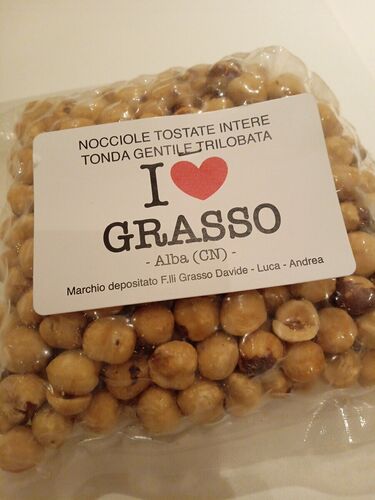 NOCCIOLE TOSTATE INTERE
TONDA GENTILE TRILOBATA
I ❤
GRASSO
- Alba (CN) -
Marchio depositato F.lli Grasso Davide - Luca - Andrea